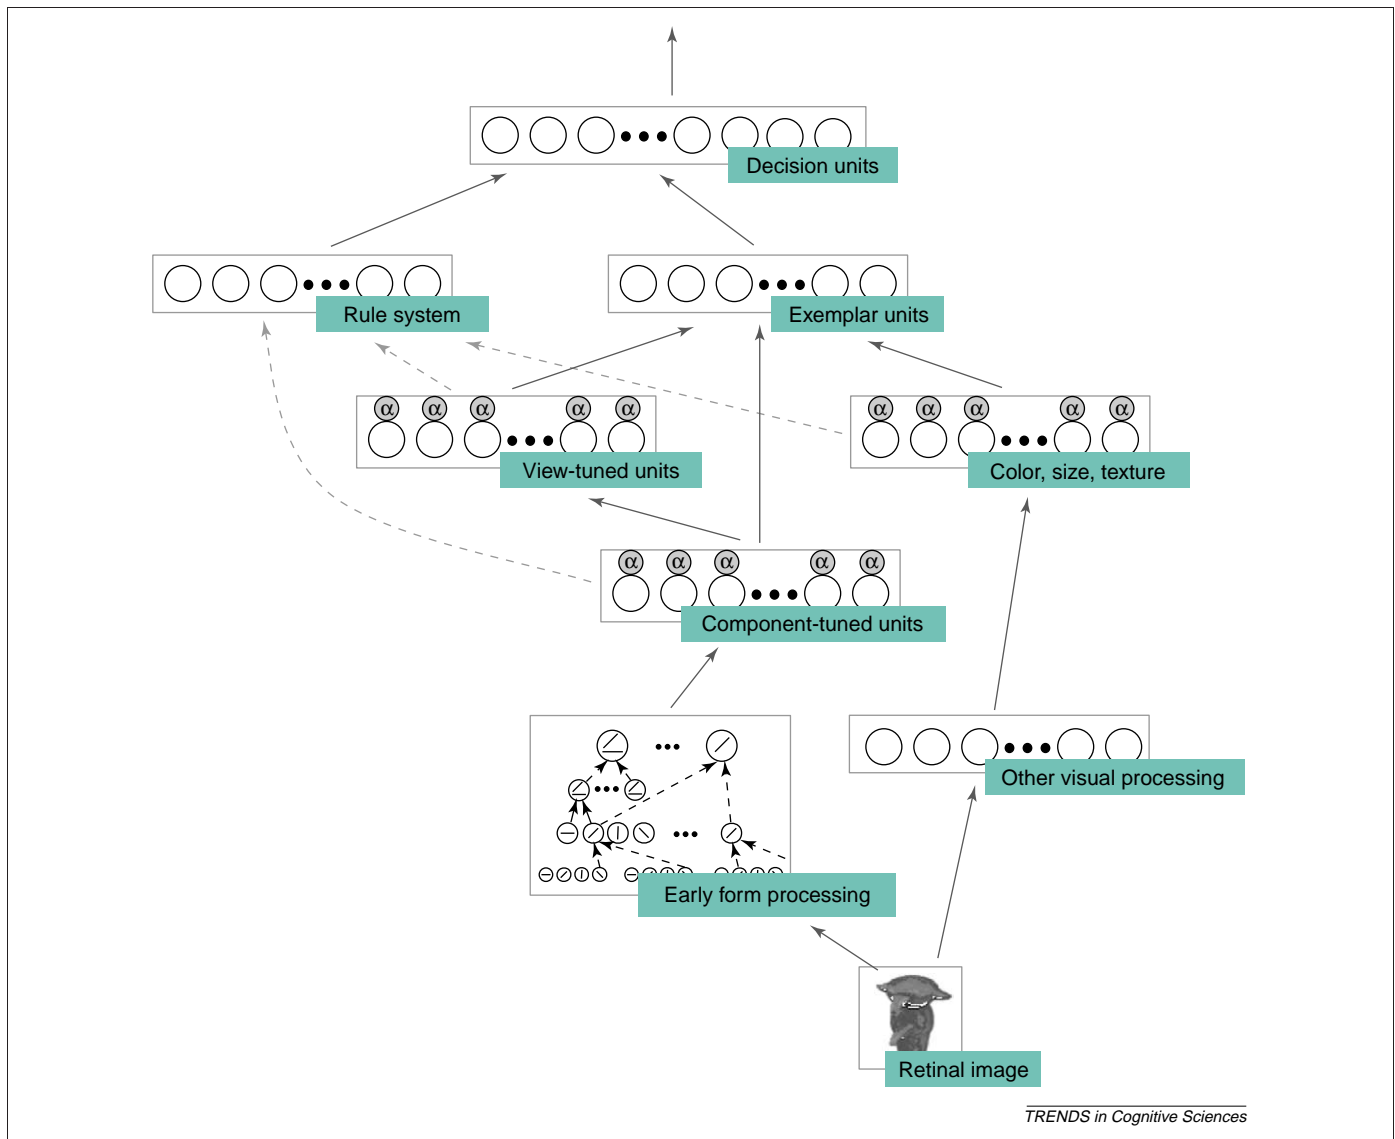 Decision units
Rule system
Exemplar units
α α α α α
α α α α α
View-tuned units
Color, size, texture
α α α α α
Component-tuned units
Other visual processing
Early form processing
Retinal image
TRENDS in Cognitive Sciences